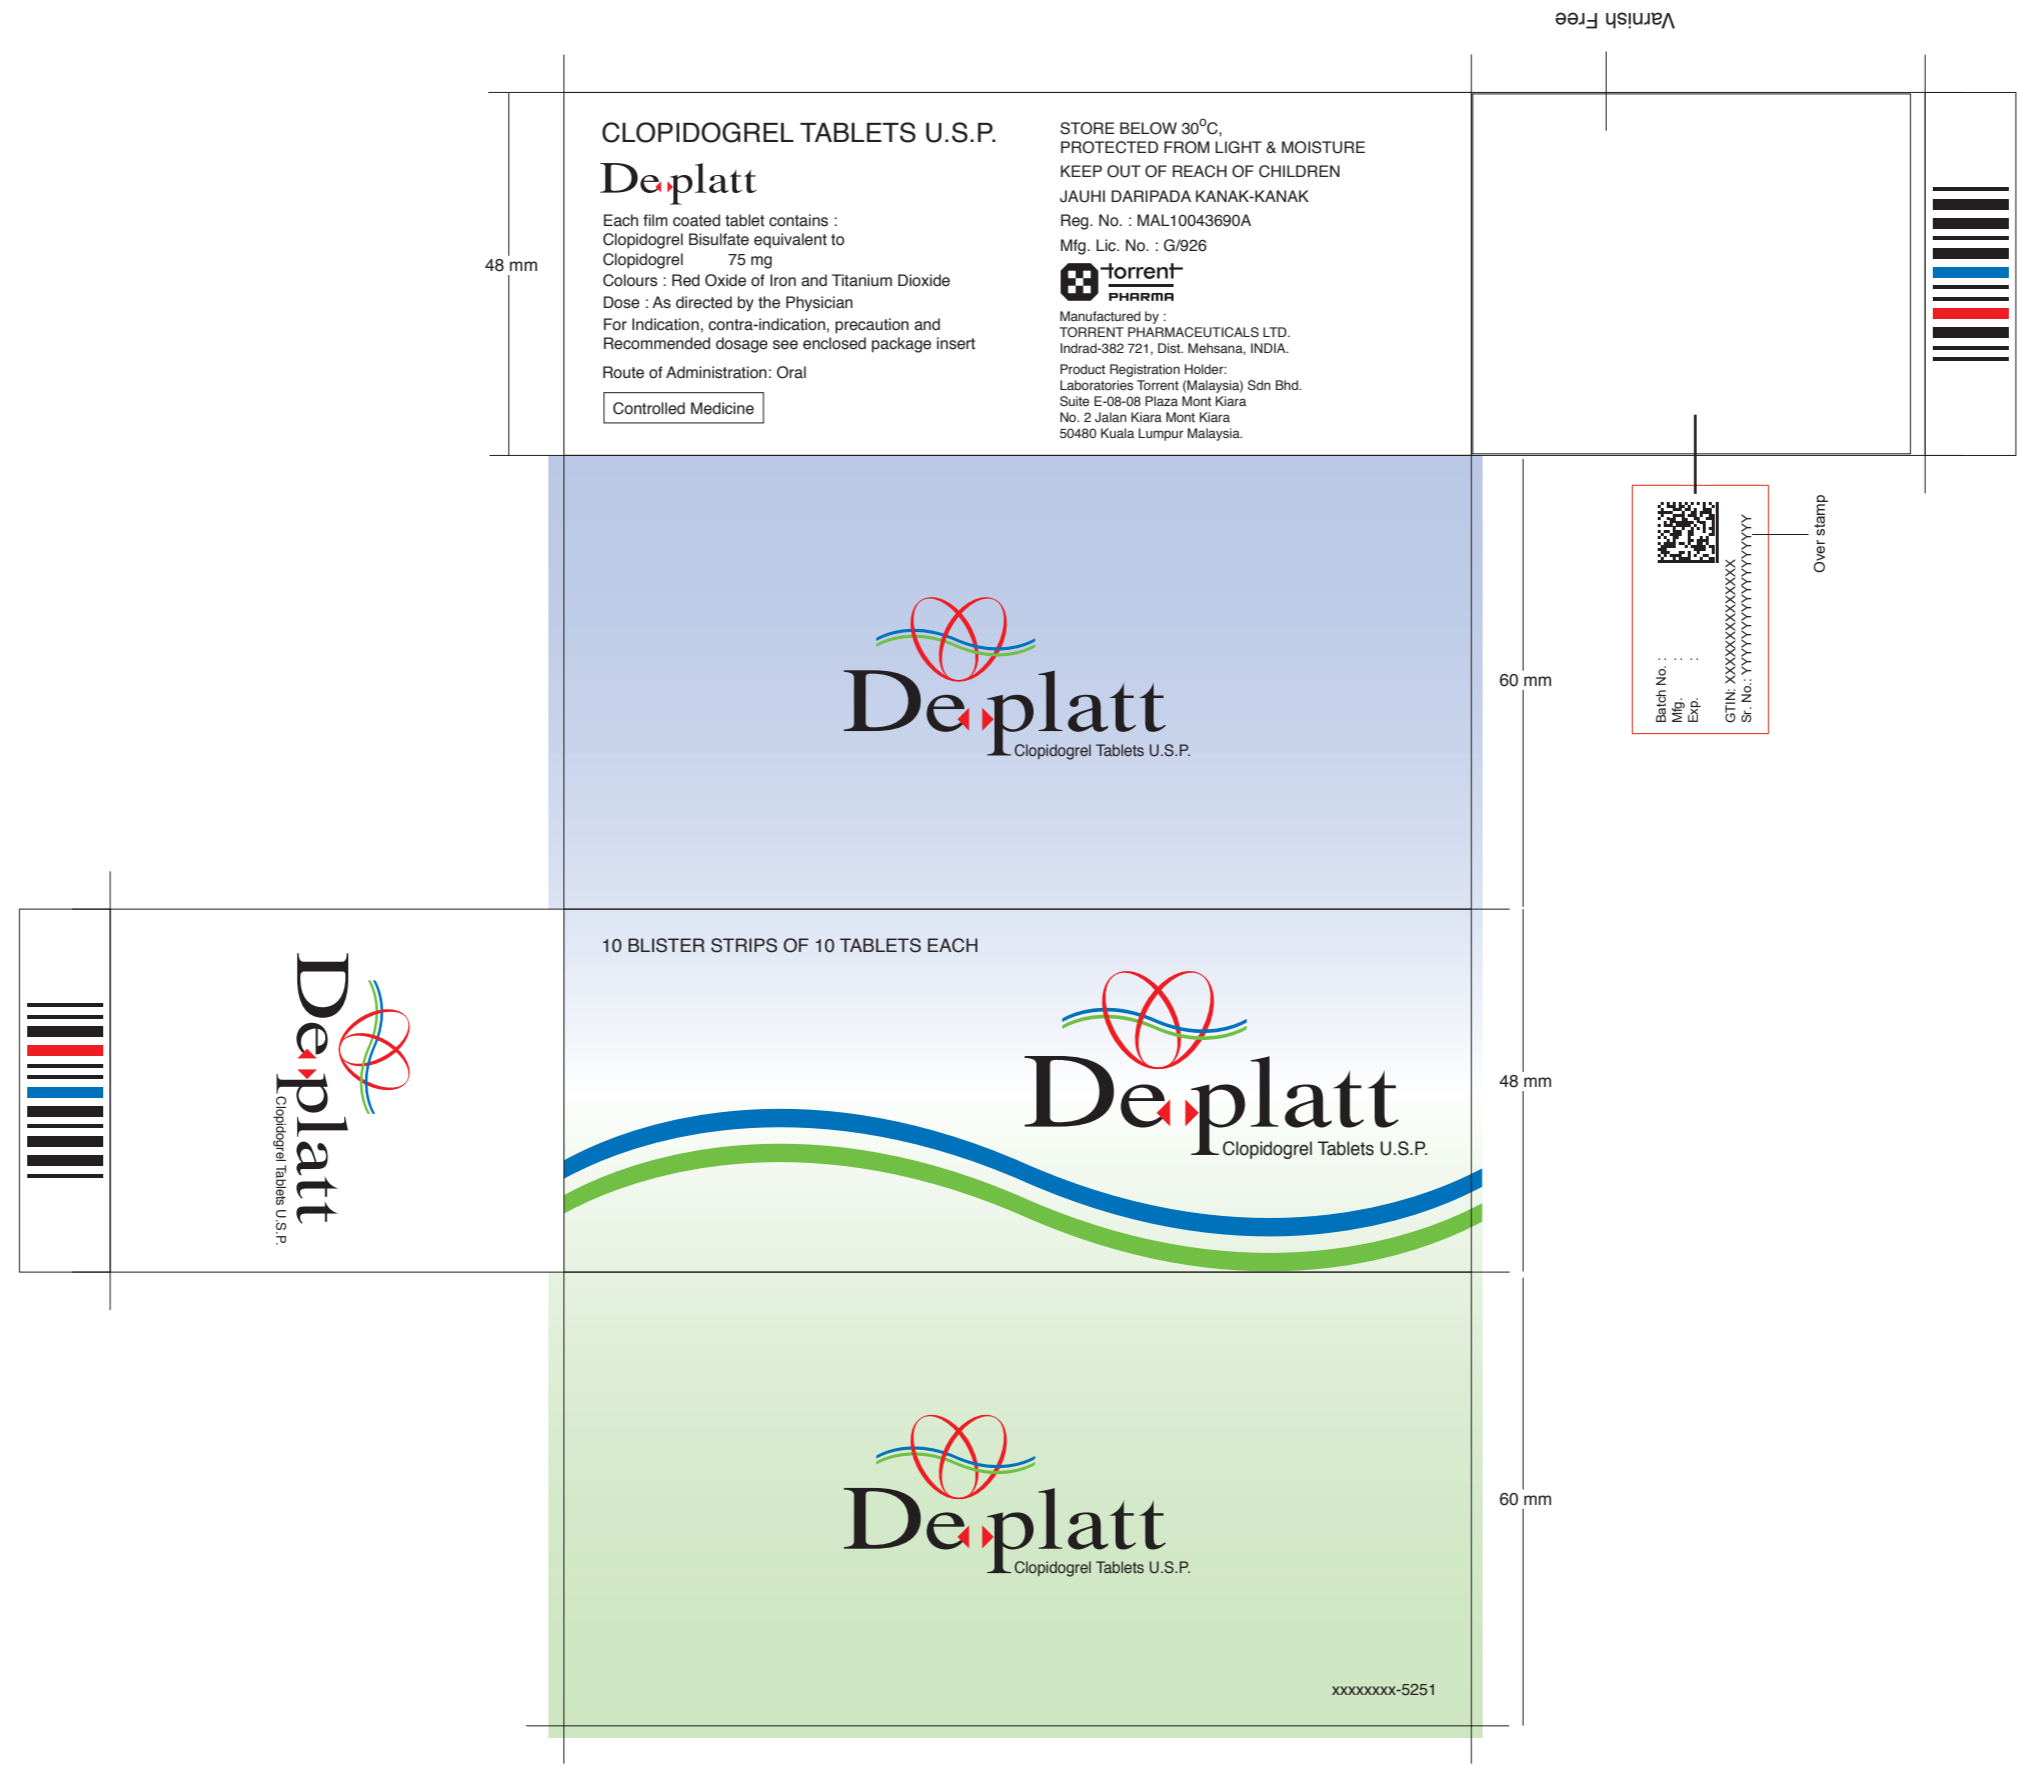 Varnish Free
CLOPIDOGREL TABLETS U.S.P.
Deplatt
Each film coated tablet contains :
Clopidogrel Bisulfate equivalent to
Clopidogrel 75 mg
Colours : Red Oxide of Iron and Titanium Dioxide
Dose : As directed by the Physician
For Indication, contra-indication, precaution and
Recommended dosage see enclosed package insert
Route of Administration: Oral
Controlled Medicine
STORE BELOW 30°C,
PROTECTED FROM LIGHT & MOISTURE
KEEP OUT OF REACH OF CHILDREN
JAUHI DARIPADA KANAK-KANAK
Reg. No. : MAL10043690A
Mfg. Lic. No. : G/926
torrent
PHARMA
Manufactured by :
TORRENT PHARMACEUTICALS LTD.
Indrad-382 721, Dist. Mehsana, INDIA.
Product Registration Holder:
Laboratories Torrent (Malaysia) Sdn Bhd.
Suite E-08-08 Plaza Mont Kiara
No. 2 Jalan Kiara Mont Kiara
50480 Kuala Lumpur Malaysia.
48 mm
Deplatt
Clopidogrel Tablets U.S.P.
60 mm
Batch No. :
Mfg. :
Exp. :
GTIN: XXXXXXXXXXXXXX
Sr. No.: YYYYYYYYYYYYYYYYYYYY
Over stamp
Deplatt
Clopidogrel Tablets U.S.P.
10 BLISTER STRIPS OF 10 TABLETS EACH
Deplatt
Clopidogrel Tablets U.S.P.
48 mm
Deplatt
Clopidogrel Tablets U.S.P.
60 mm
xxxxxxxx-5251